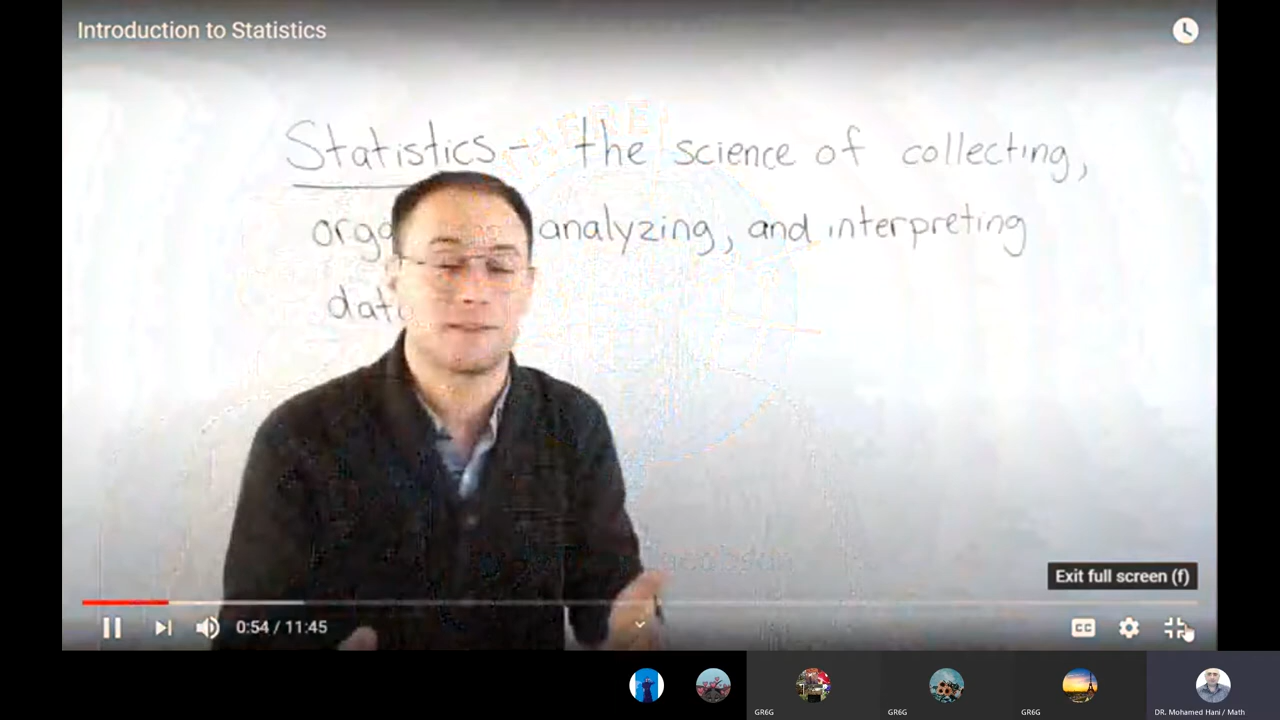 Introduction to Statistics
Statistics - the science of collecting,
analyzing, and interpreting
Exit full screen (f)
0:54 / 11:45
CC
GR6G
GR6G
GR6G
DR. Mohamed Hani / Math